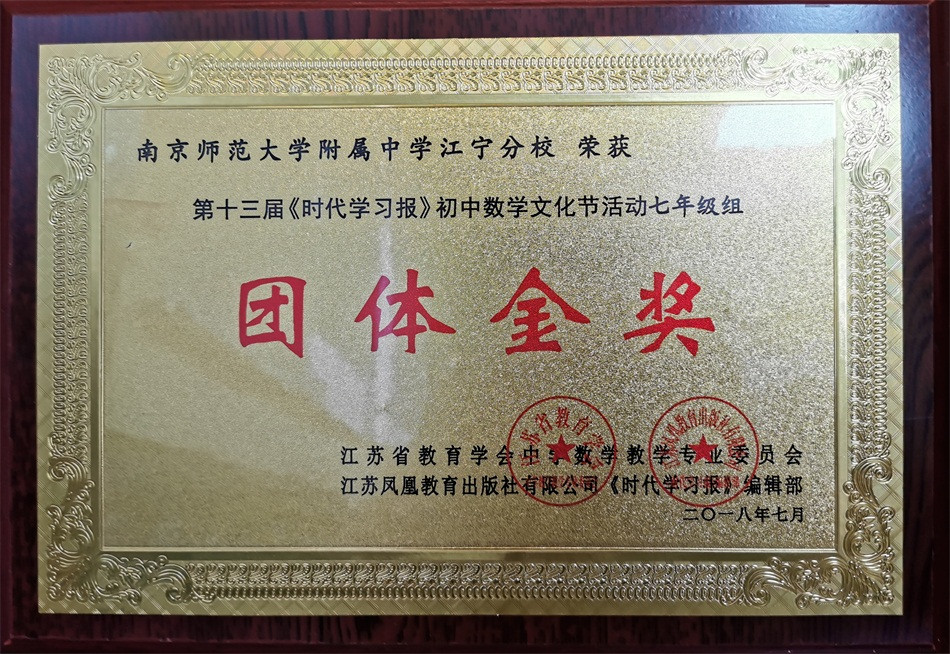 南京师范大学附属中学江宁分校 荣获
第十三届《时代学习报》初中数学文化节活动七年级组
团体金奖
江苏省教育学会中学数学教学专业委员会
江苏凤凰教育出版社有限公司《时代学习报》编辑部
二〇一八年七月